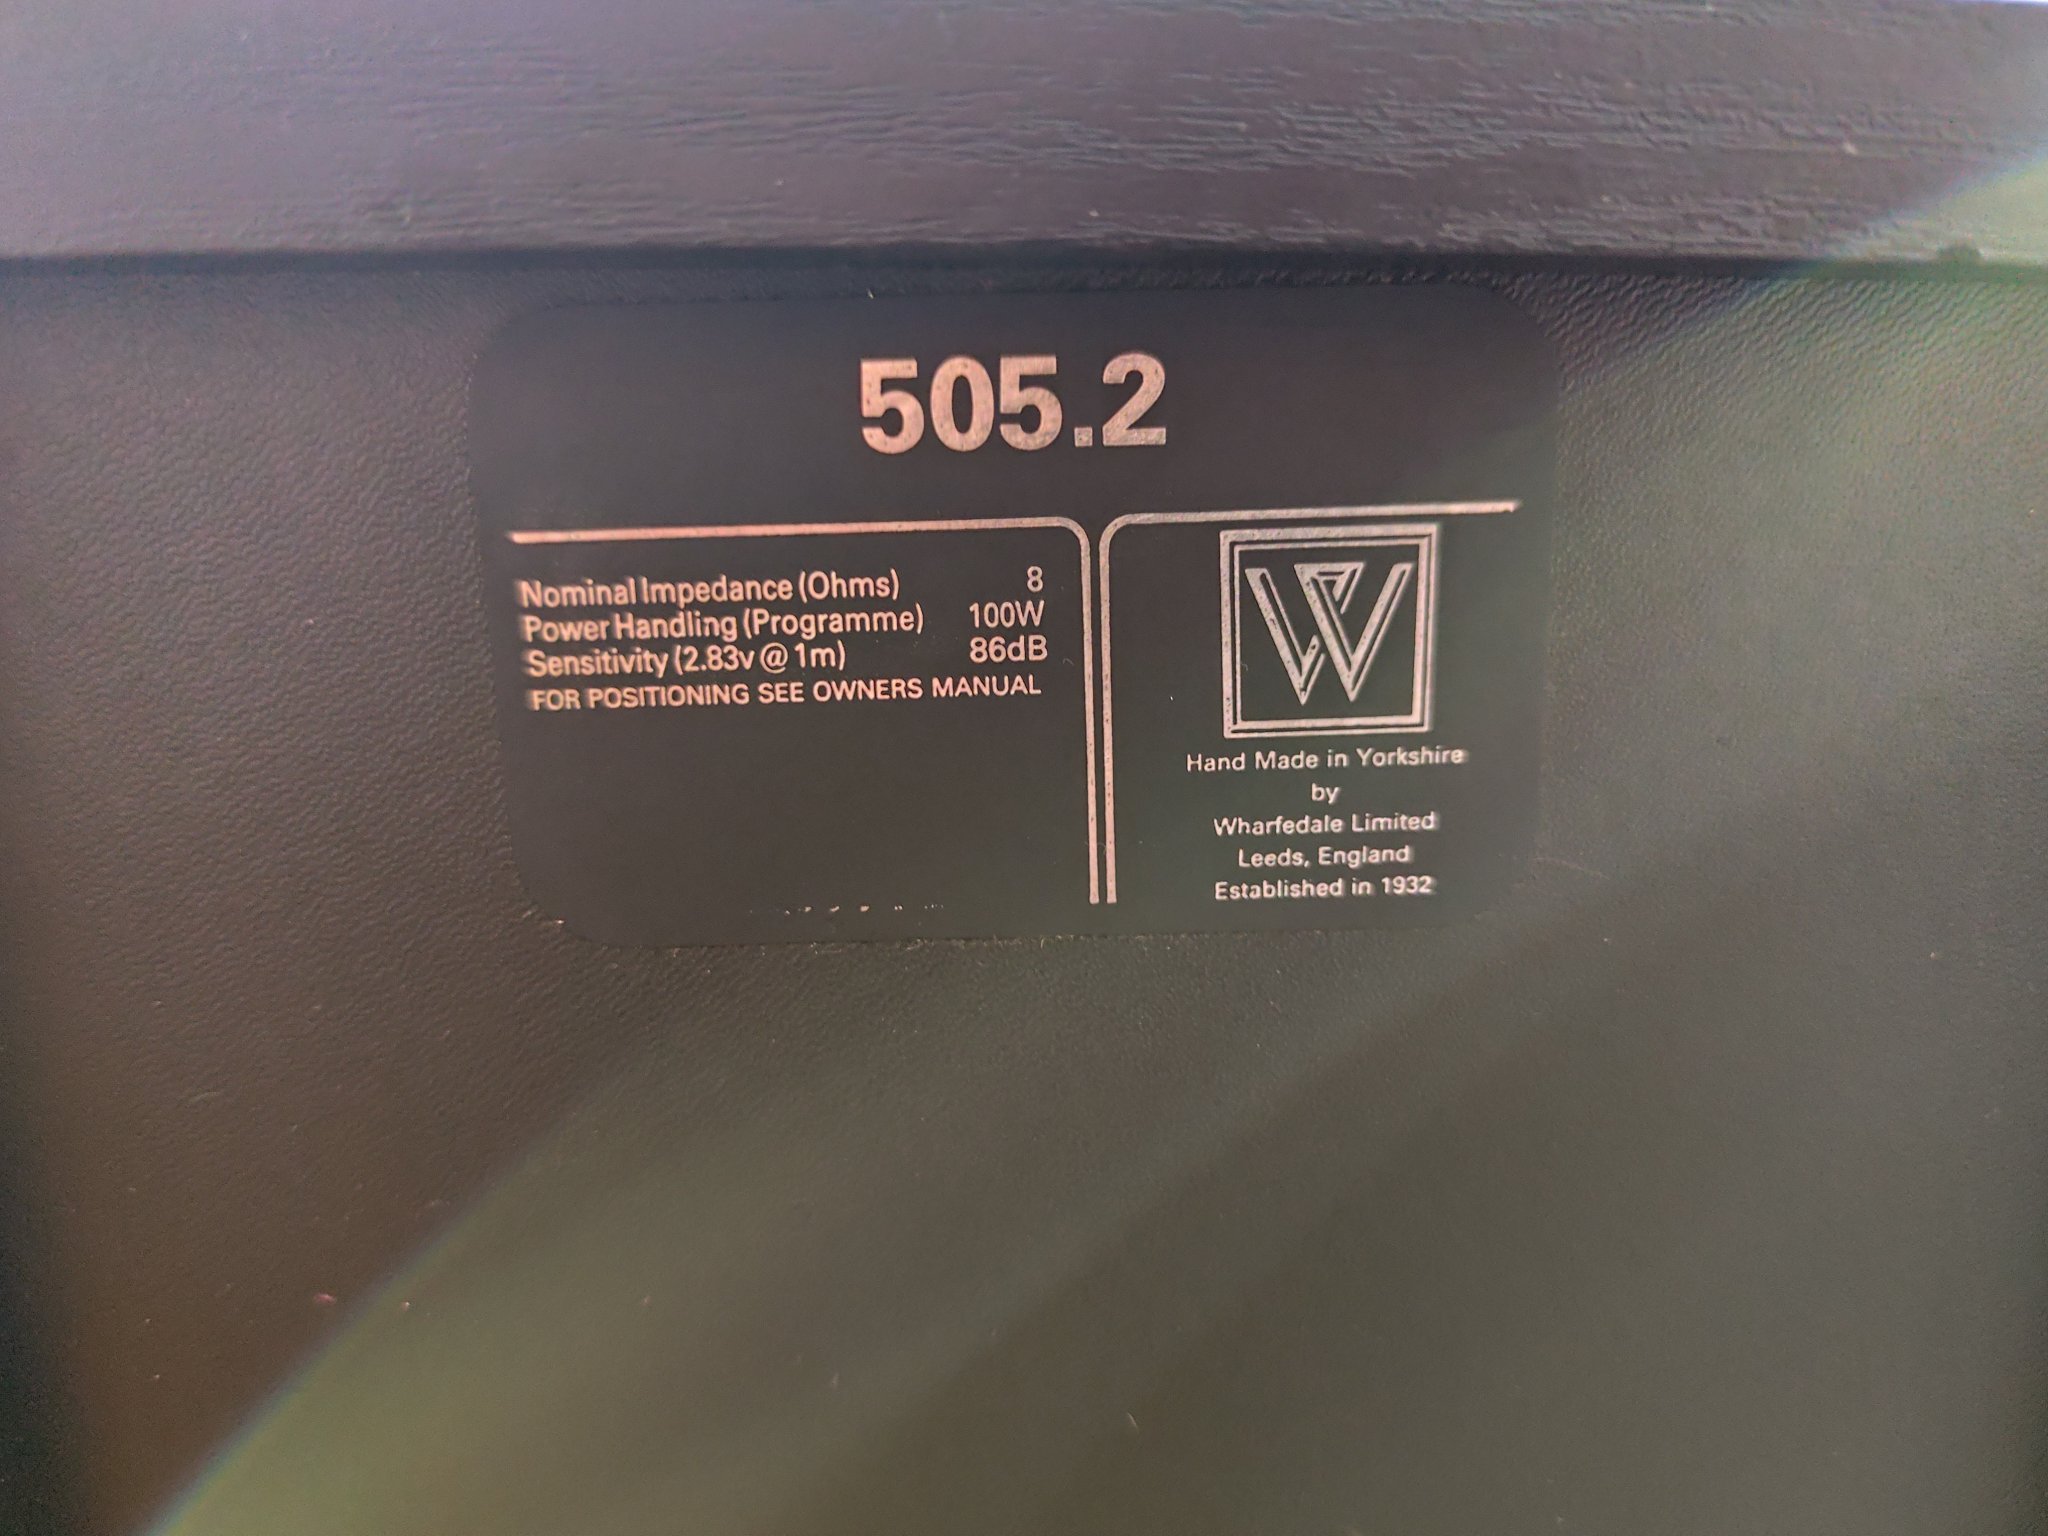 505.2
Nominal Impedance (Ohms) 8
Power Handling (Programme) 100W
Sensitivity (2.83v @ 1m) 86dB
FOR POSITIONING SEE OWNERS MANUAL
W
Hand Made in Yorkshire
by
Wharfedale Limited
Leeds, England
Established in 1932